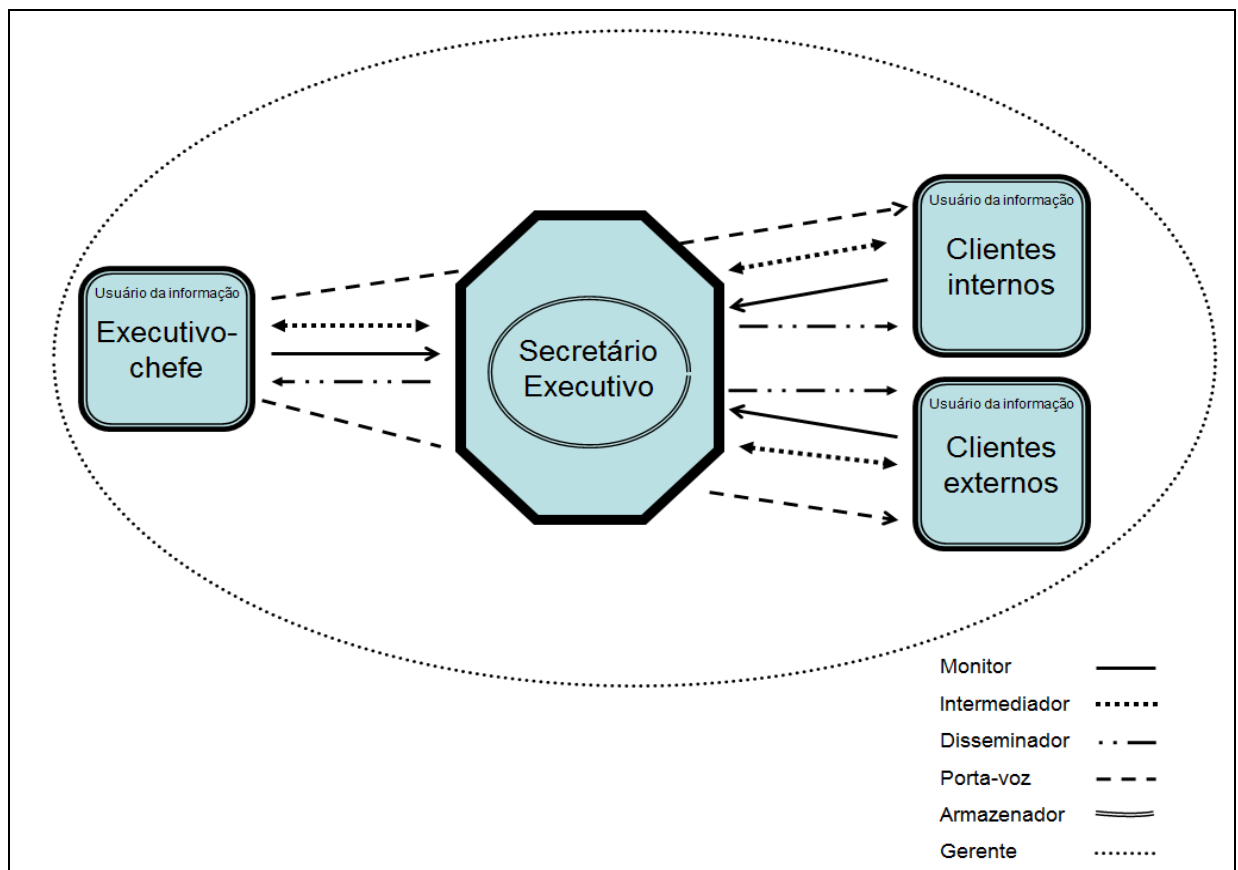 Usuário da informação
Executivo-
chefe
Secretário
Executivo
Usuário da informação
Clientes
internos
Usuário da informação
Clientes
externos
Monitor
Intermediador
Disseminador
Porta-voz
Armazenador
Gerente